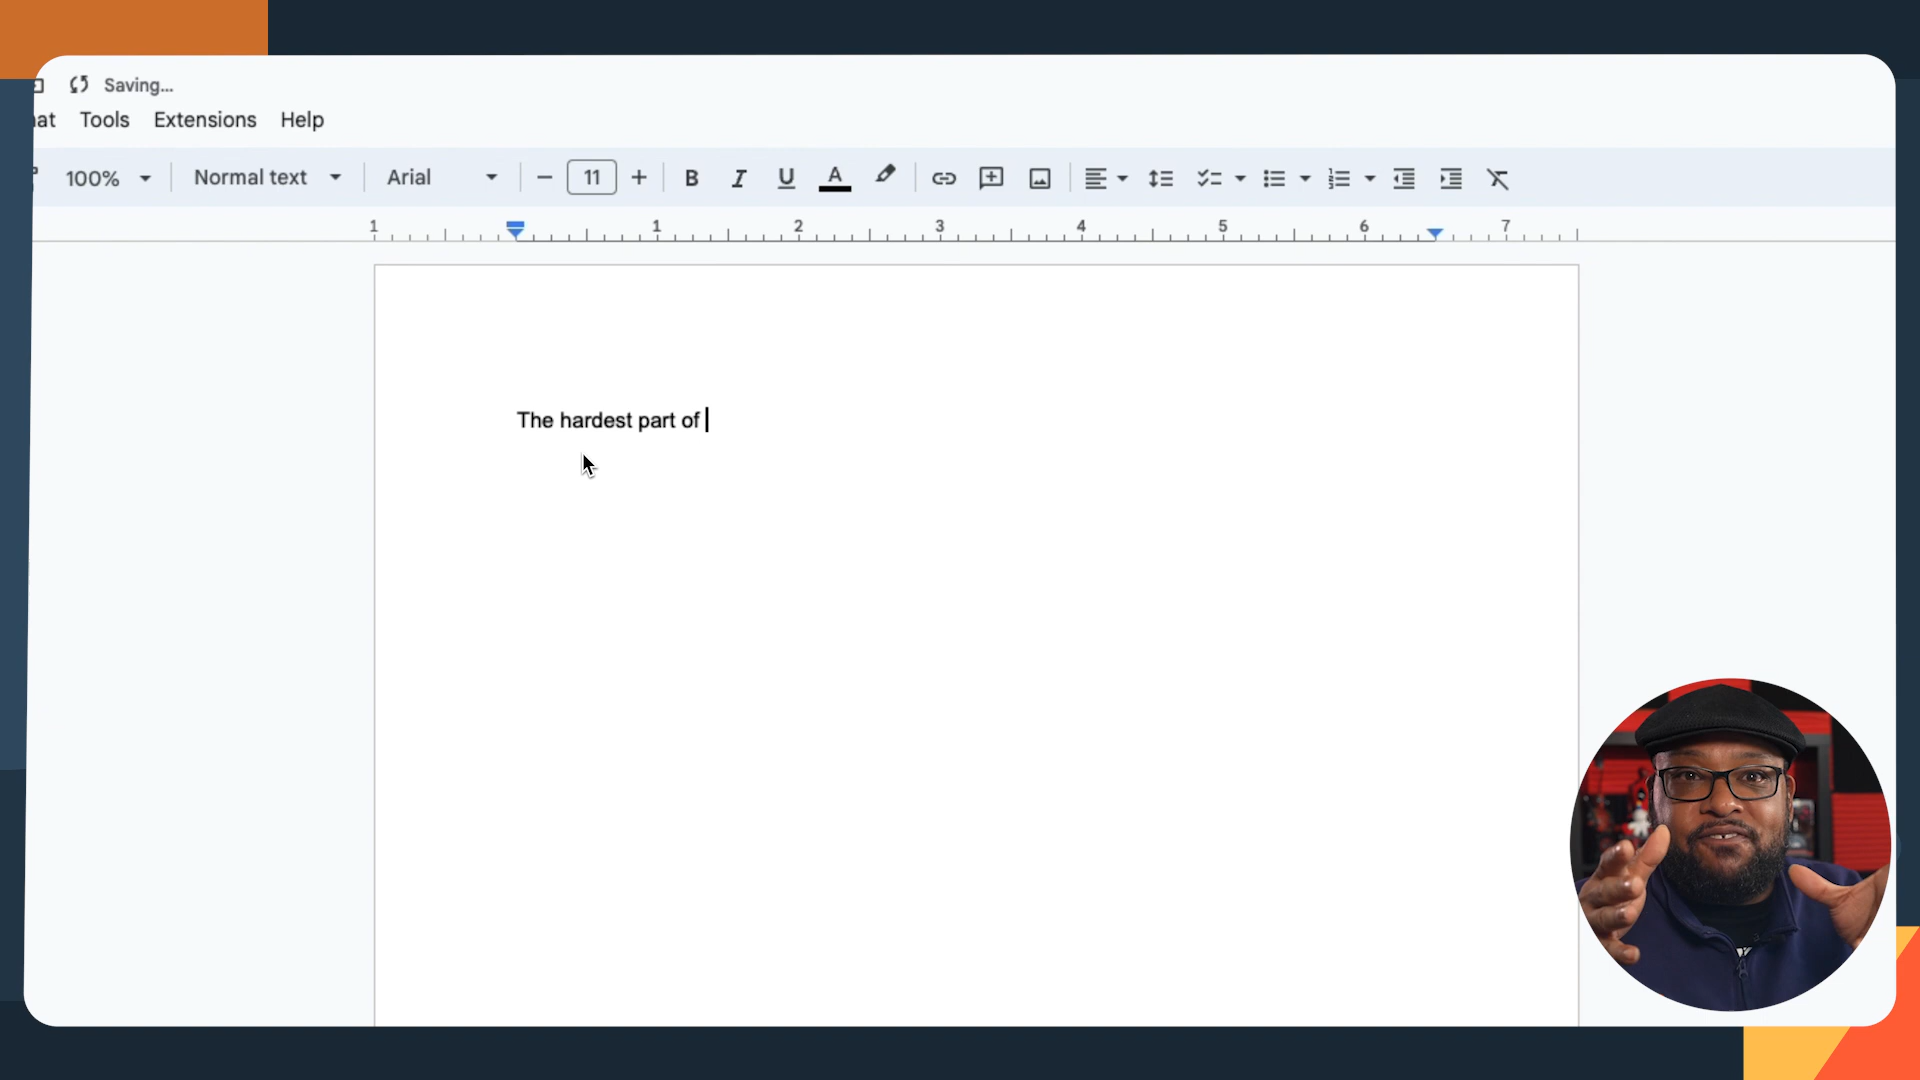 Saving...
at Tools Extensions Help
100% Normal text Arial 11 B I U A
1 1 2 3 4 5 6 7
The hardest part of